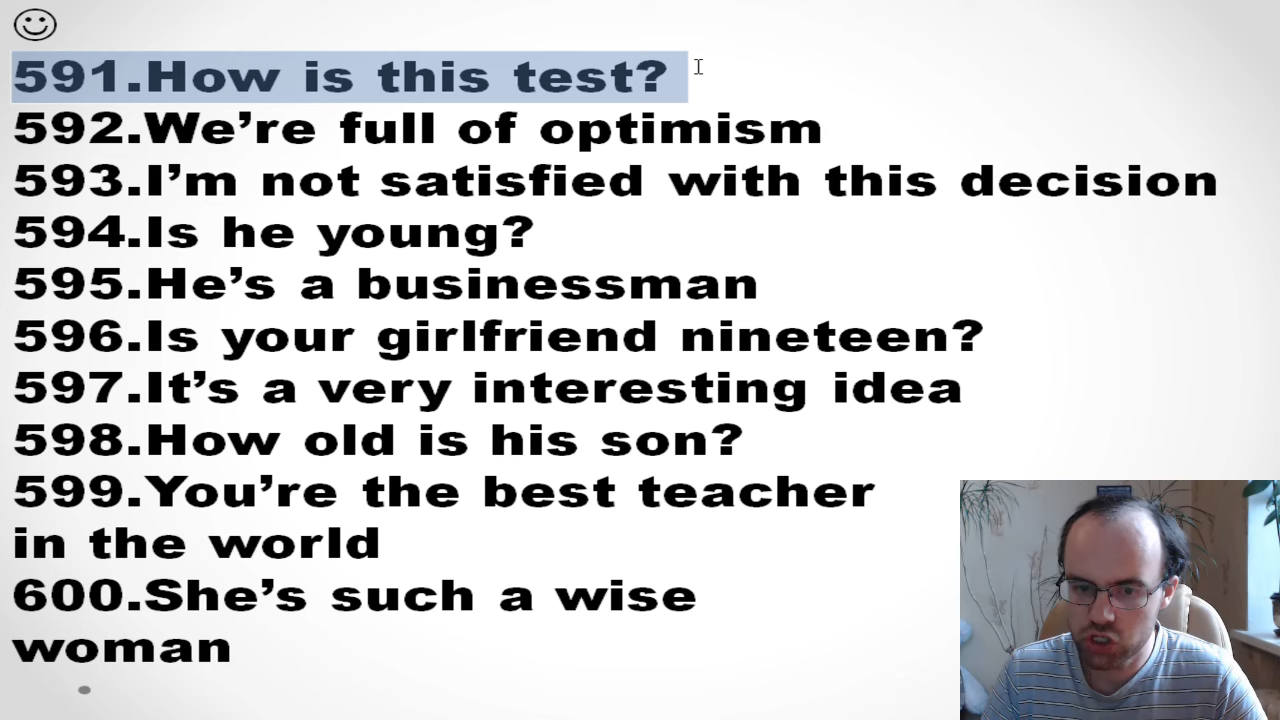 591.How is this test?
592.We’re full of optimism
593.I’m not satisfied with this decision
594.Is he young?
595.He’s a businessman
596.Is your girlfriend nineteen?
597.It’s a very interesting idea
598.How old is his son?
599.You’re the best teacher
in the world
600.She’s such a wise
woman